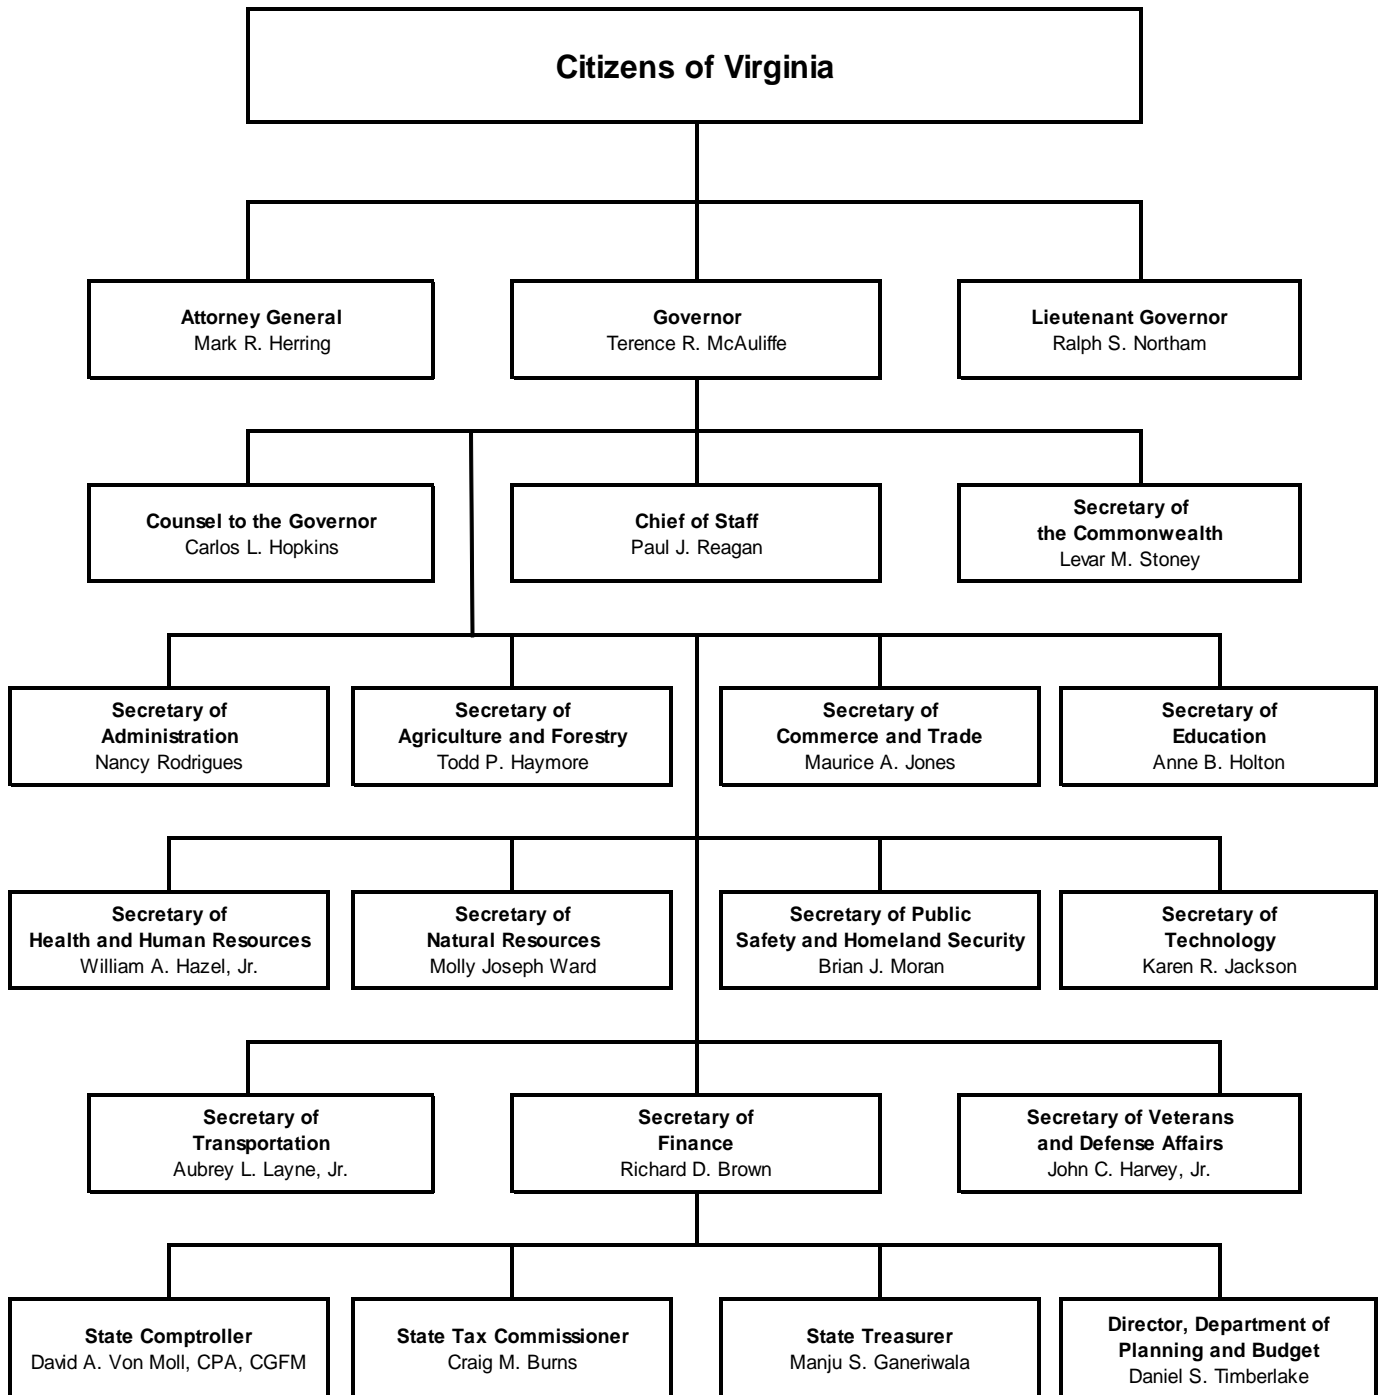 Citizens of Virginia
Attorney General
Mark R. Herring
Governor
Terence R. McAuliffe
Lieutenant Governor
Ralph S. Northam
Counsel to the Governor
Carlos L. Hopkins
Chief of Staff
Paul J. Reagan
Secretary of
the Commonwealth
Levar M. Stoney
Secretary of
Administration
Nancy Rodrigues
Secretary of
Agriculture and Forestry
Todd P. Haymore
Secretary of
Commerce and Trade
Maurice A. Jones
Secretary of
Education
Anne B. Holton
Secretary of
Health and Human Resources
William A. Hazel, Jr.
Secretary of
Natural Resources
Molly Joseph Ward
Secretary of Public
Safety and Homeland Security
Brian J. Moran
Secretary of
Technology
Karen R. Jackson
Secretary of
Transportation
Aubrey L. Layne, Jr.
Secretary of
Finance
Richard D. Brown
Secretary of Veterans
and Defense Affairs
John C. Harvey, Jr.
State Comptroller
David A. Von Moll, CPA, CGFM
State Tax Commissioner
Craig M. Burns
State Treasurer
Manju S. Ganeriwala
Director, Department of
Planning and Budget
Daniel S. Timberlake